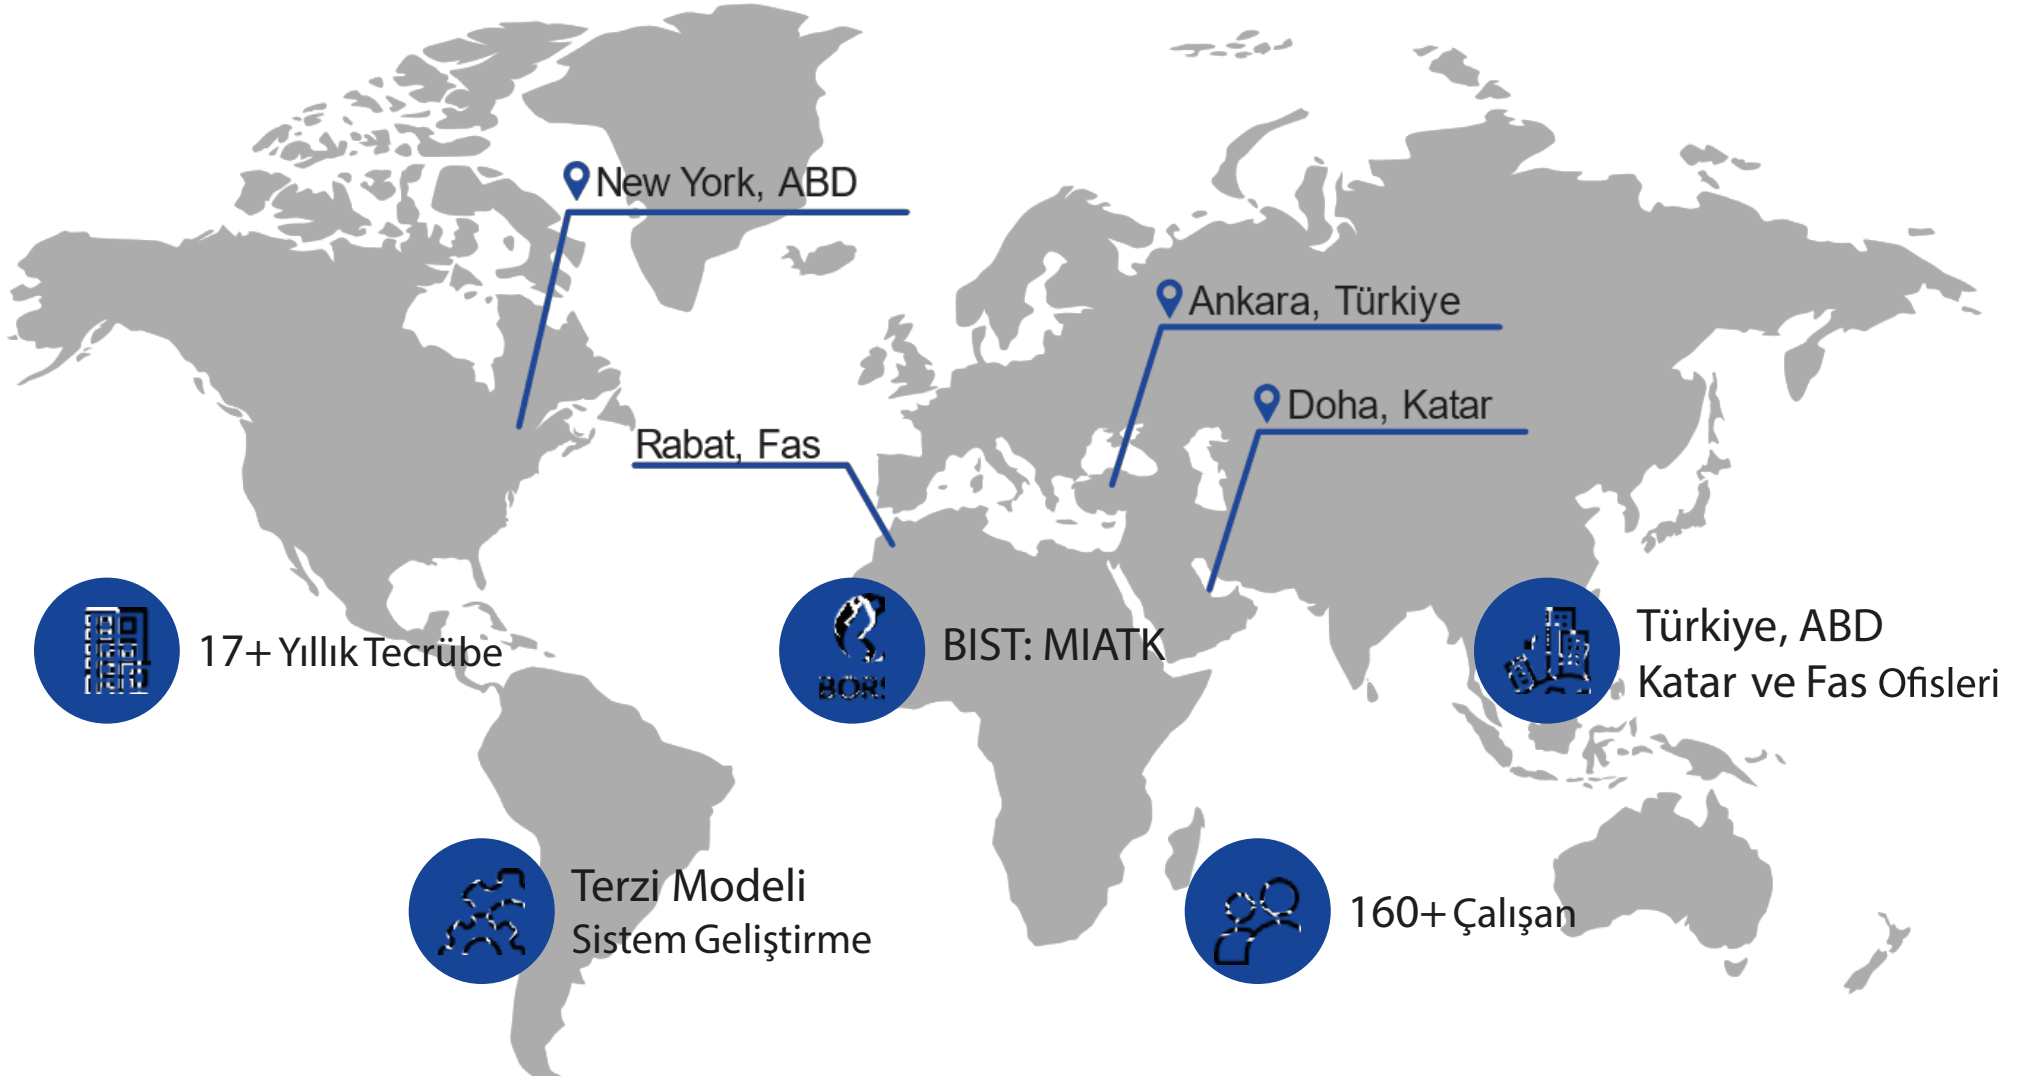 New York, ABD
Ankara, Türkiye
Doha, Katar
Rabat, Fas
17+ Yıllık Tecrübe
BORS
BIST: MIATK
Türkiye, ABD
Katar ve Fas Ofisleri
Terzi Modeli
Sistem Geliştirme
160+ Çalışan